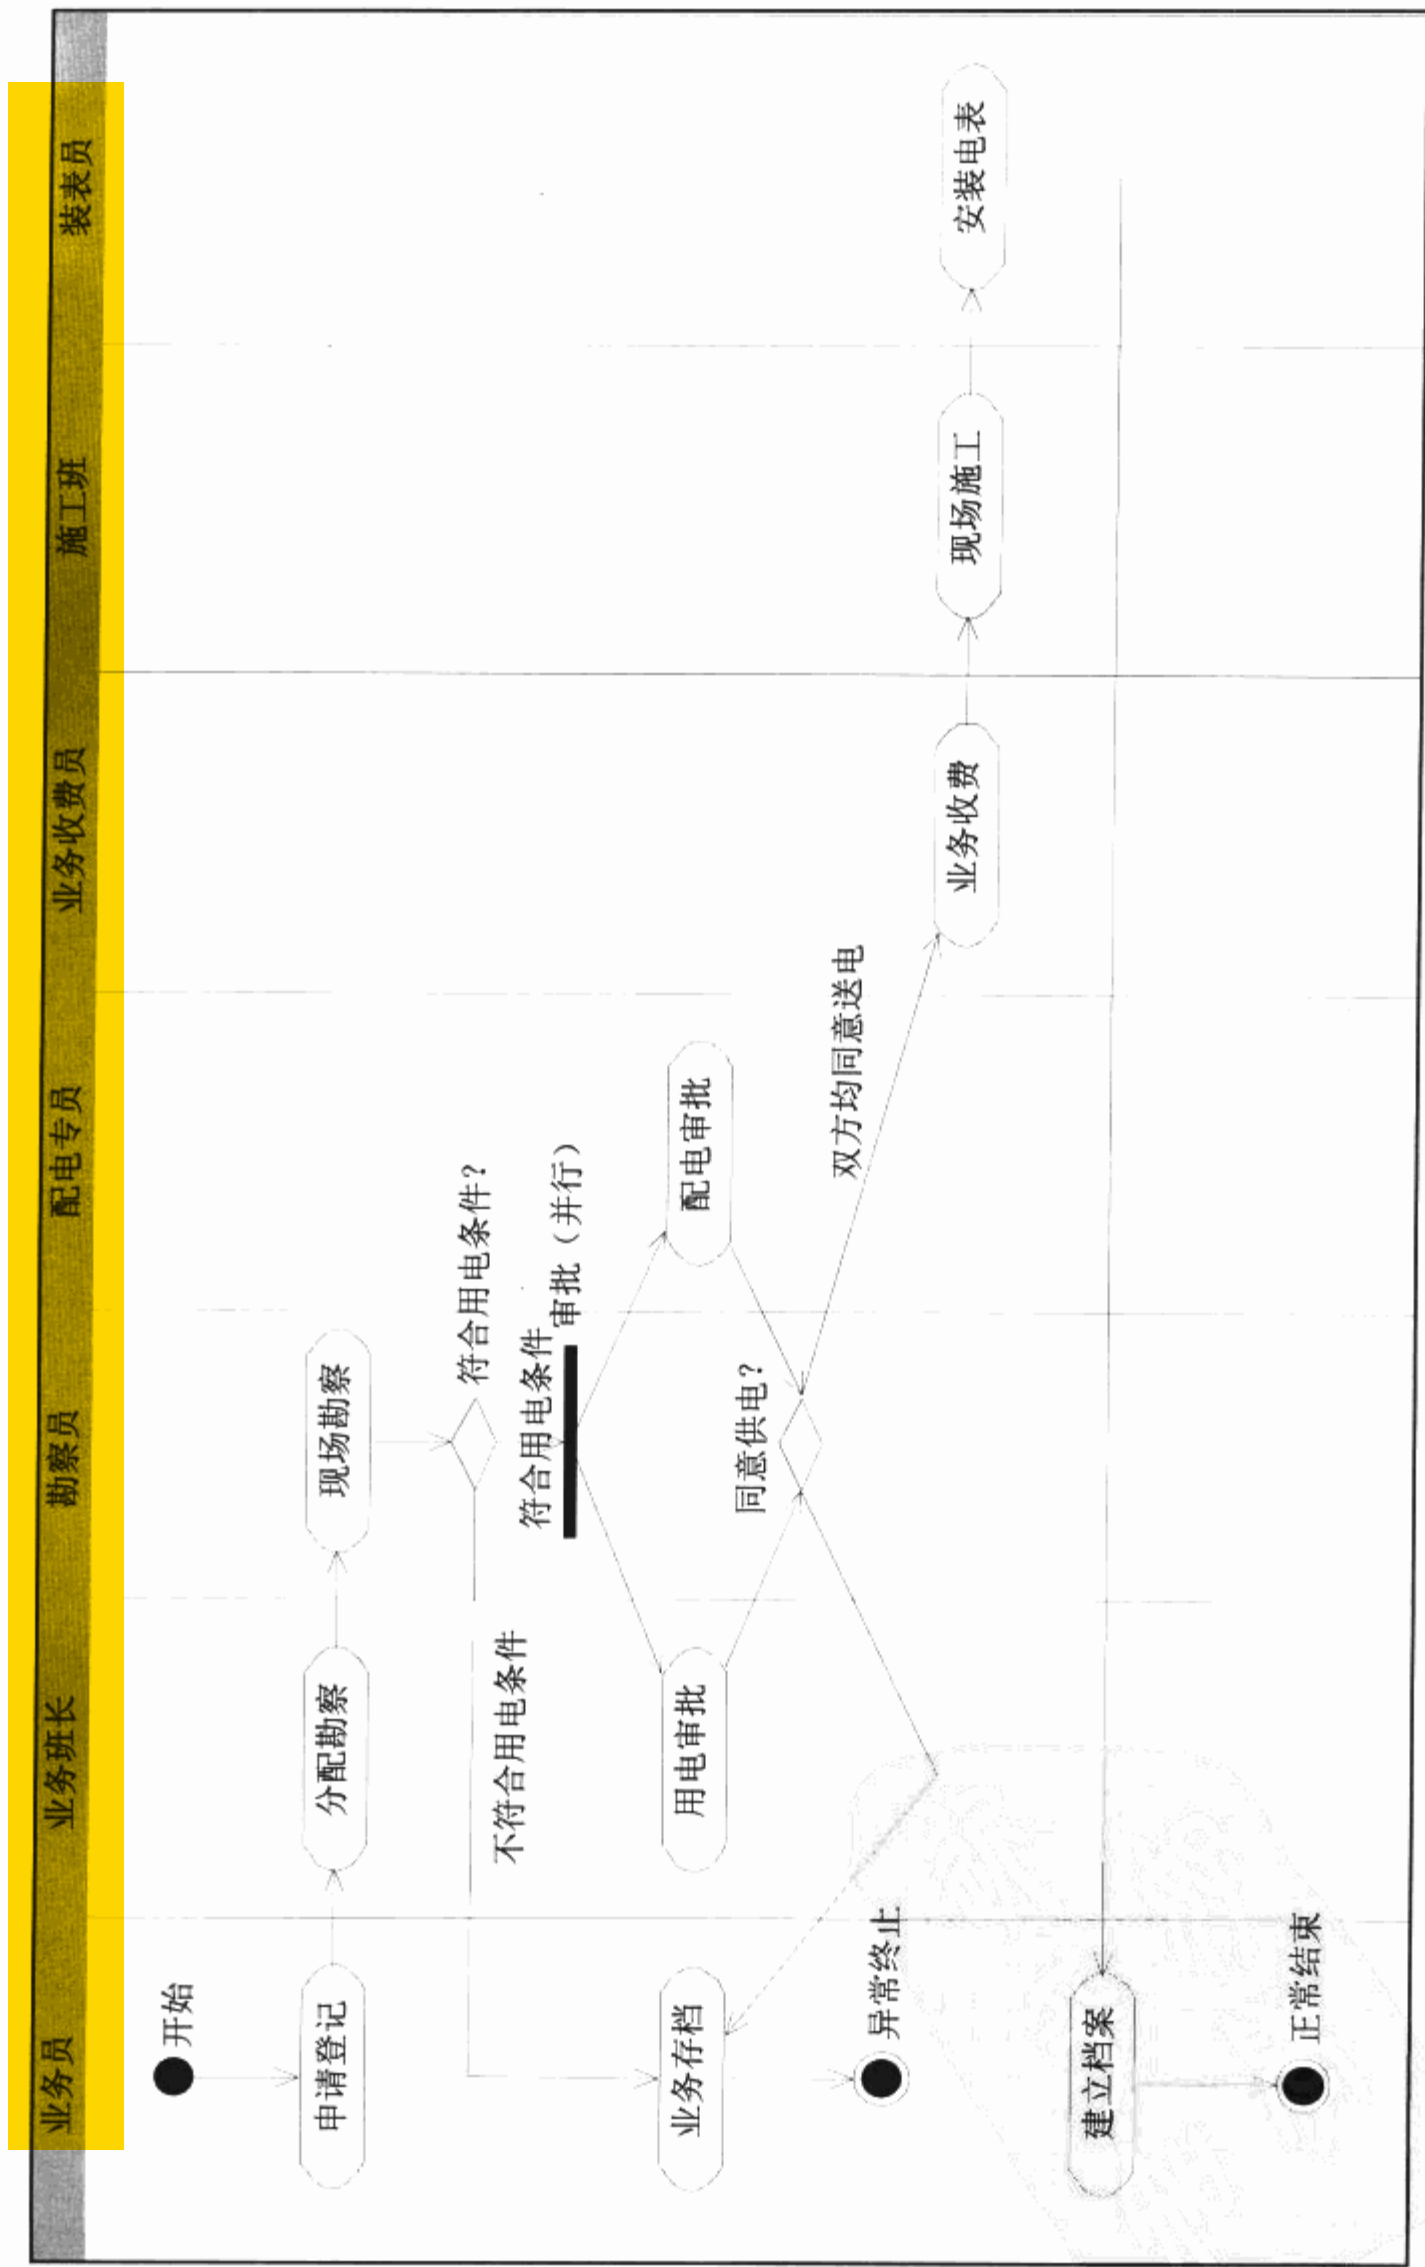 业务员
业务班长
勘察员
配电专员
业务收费员
施工班
装表员
开始
申请登记
分配勘察
现场勘察
符合用电条件?
不符合用电条件
符合用电条件
审批（并行）
业务存档
用电审批
配电审批
同意供电?
双方均同意送电
异常终止
业务收费
现场施工
安装电表
建立档案
正常结束